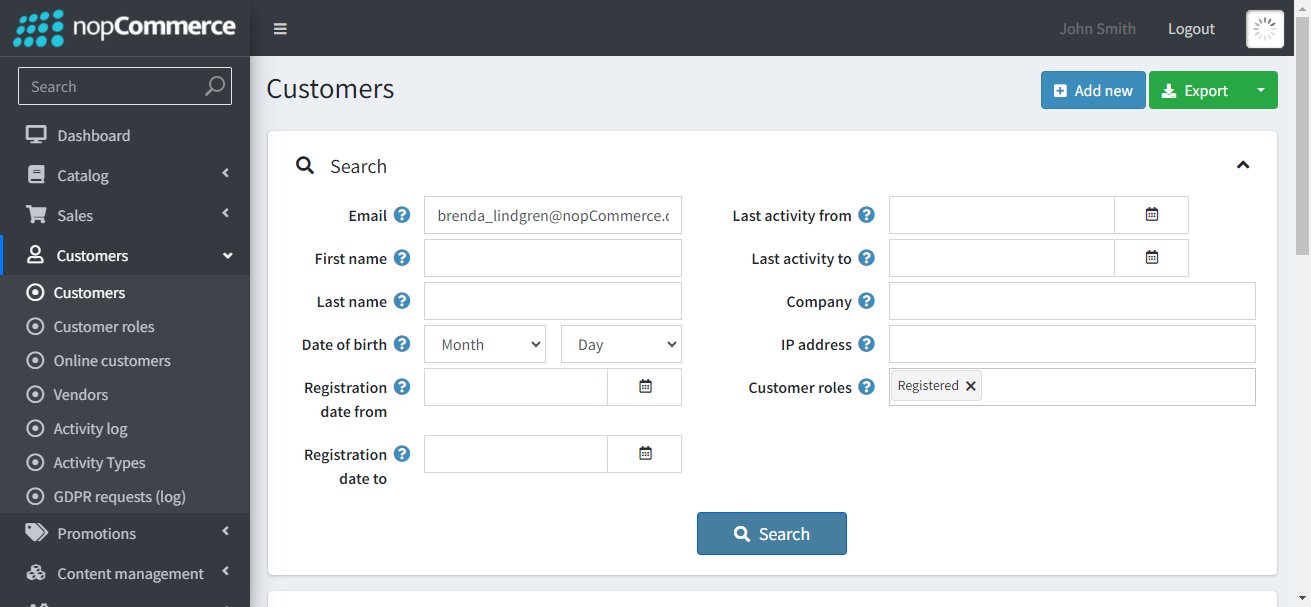 nopCommerce
John Smith
Logout
Search
Dashboard
Catalog
Sales
Customers
Customers
Customer roles
Online customers
Vendors
Activity log
Activity Types
GDPR requests (log)
Promotions
Content management
Customers
Add new
Export
Search
Email
brenda_lindgren@nopCommerce.c
First name
Last name
Date of birth
Month
Day
Registration
date from
Registration
date to
Last activity from
Last activity to
Company
IP address
Customer roles
Registered
Search